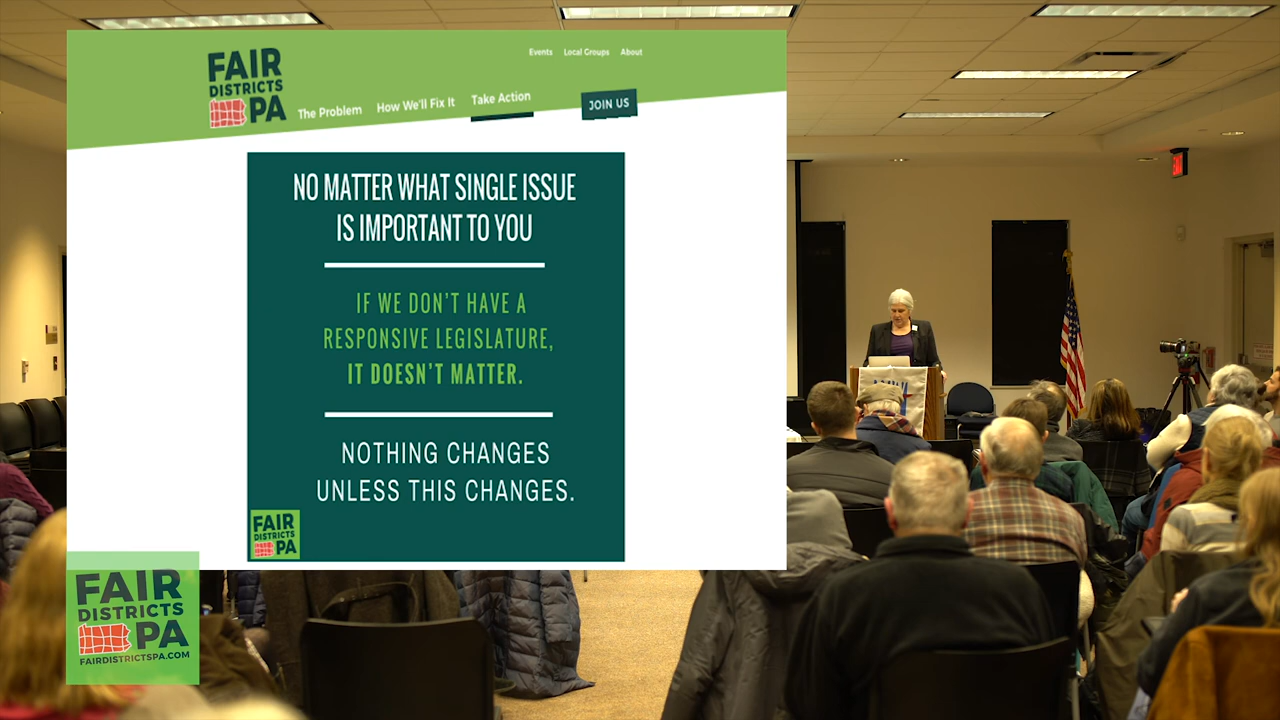 FAIR
DISTRICTS
PA
Events Local Groups About
The Problem How We'll Fix It Take Action JOIN US
NO MATTER WHAT SINGLE ISSUE
IS IMPORTANT TO YOU
IF WE DON'T HAVE A
RESPONSIVE LEGISLATURE,
IT DOESN'T MATTER.
NOTHING CHANGES
UNLESS THIS CHANGES.
FAIR
DISTRICTS
PA
FAIR
DISTRICTS
PA
FAIRDISTRICTSPA.COM